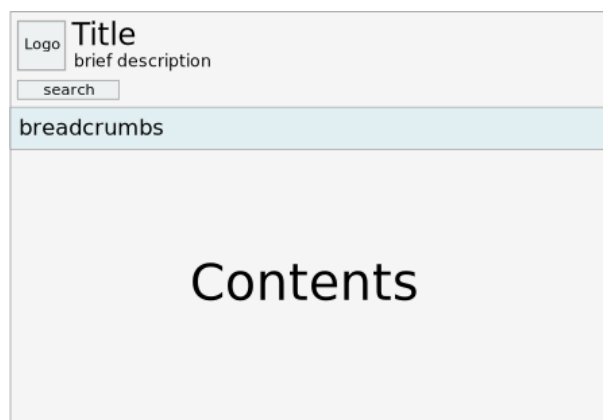 Logo
Title
brief description
search
breadcrumbs
Contents